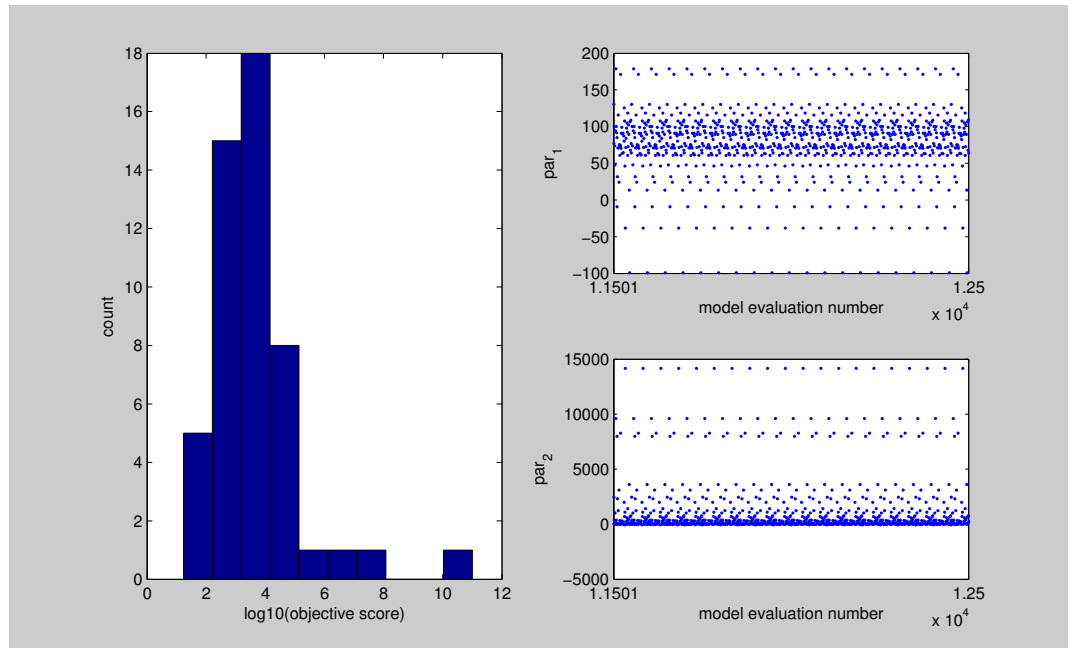 18
16
14
12
10
8
6
4
2
0
count
0 2 4 6 8 10 12
log10(objective score)
200
150
100
50
0
−50
−100
par1
1.1501 1.25
model evaluation number
x 10^4
15000
10000
5000
0
−5000
par2
1.1501 1.25
model evaluation number
x 10^4